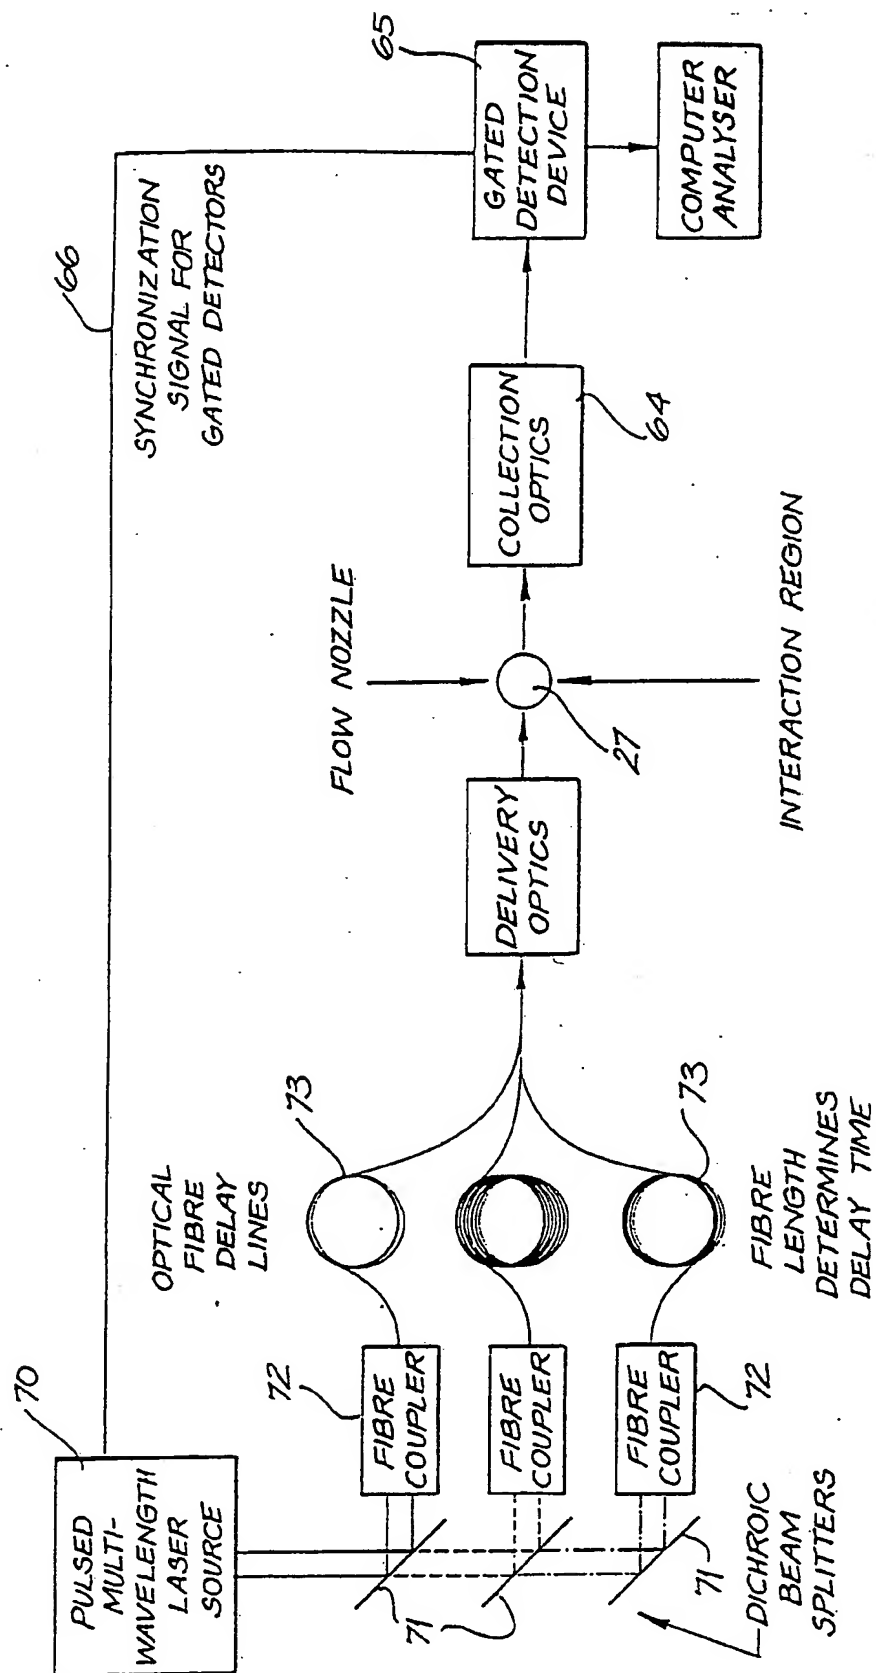 70
PULSED
MULTI-
WAVELENGTH
LASER
SOURCE
66
SYNCHRONIZATION
SIGNAL FOR
GATED DETECTORS
71
71
71
DICHROIC
BEAM
SPLITTERS
72
FIBRE
COUPLER
FIBRE
COUPLER
FIBRE
COUPLER
72
OPTICAL
FIBRE
DELAY
LINES
73
73
FIBRE
LENGTH
DETERMINES
DELAY TIME
DELIVERY
OPTICS
FLOW NOZZLE
27
INTERACTION REGION
COLLECTION
OPTICS
64
65
GATED
DETECTION
DEVICE
COMPUTER
ANALYSER